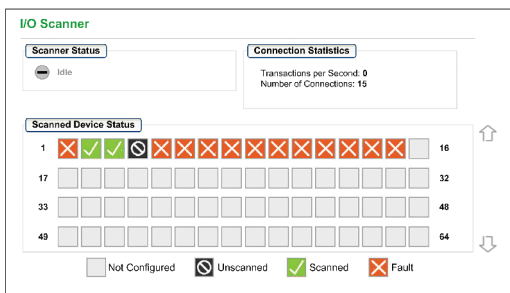 I/O Scanner
Scanner Status
Idle
Connection Statistics
Transactions per Second: 0
Number of Connections: 15
Scanned Device Status
1 16
17 32
33 48
49 64
Not Configured Unscanned Scanned Fault